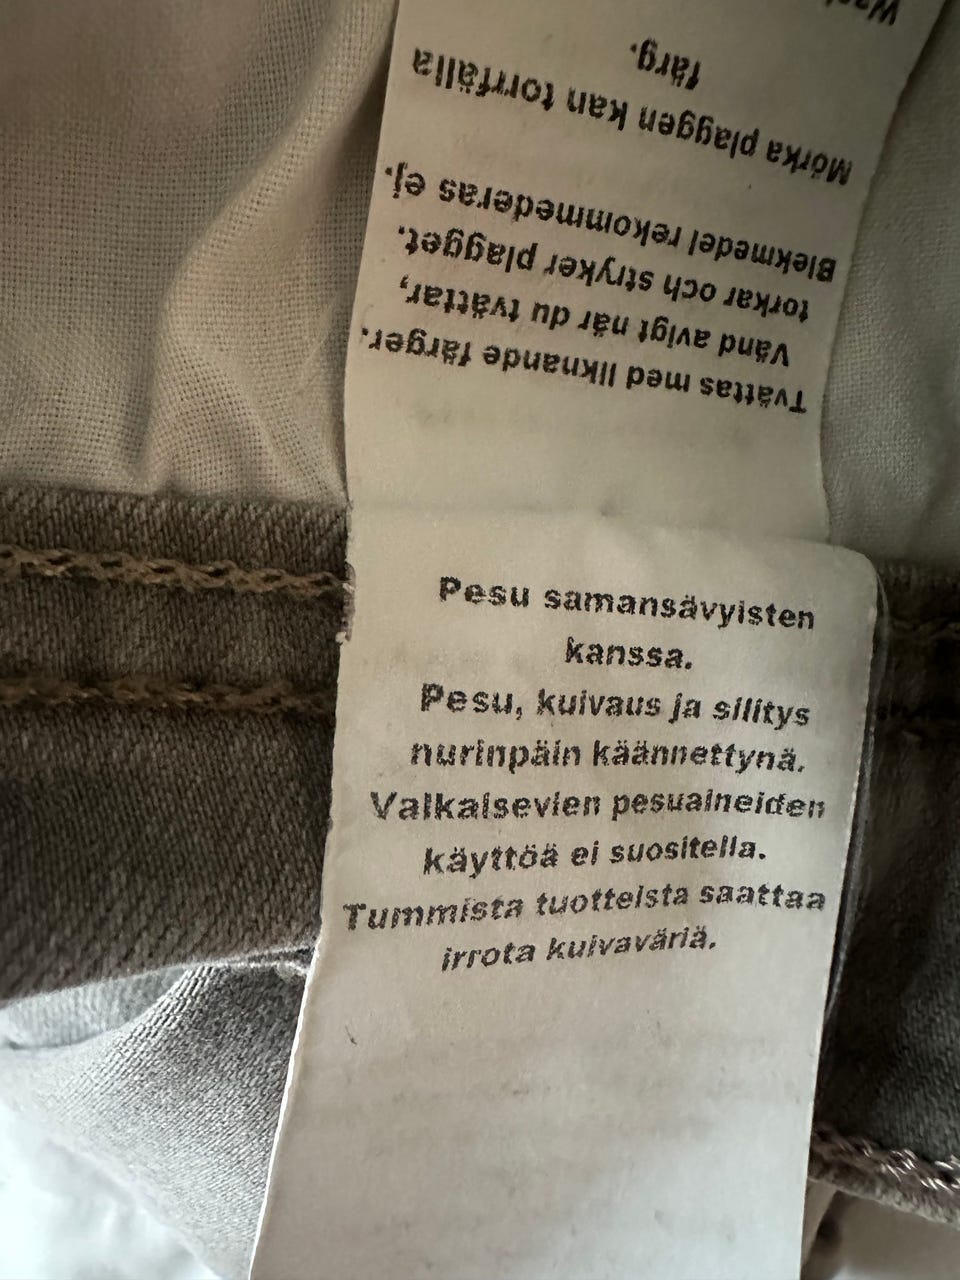 Tvättas med liknande färger.
Vänd avigt när du tvättar,
torkar och stryker plagget.
Blekmedel rekommederas ej.
Mörka plaggen kan torrfälla
färg.
Pesu samansävyisten
kanssa.
Pesu, kuivaus ja silitys
nurinpäin käännettynä.
Valkaisevien pesuaineiden
käyttöä ei suositella.
Tummista tuotteista saattaa
irrota kuivaväriä.